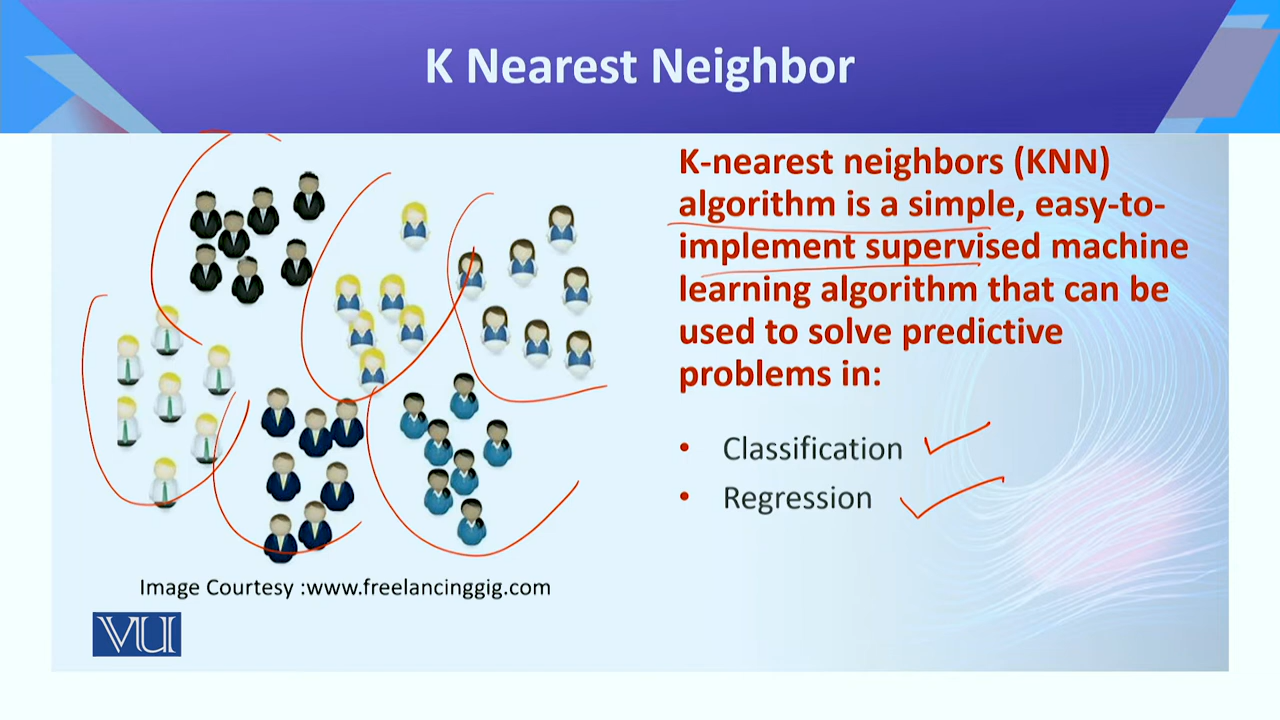 K Nearest Neighbor
K-nearest neighbors (KNN)
algorithm is a simple, easy-to-
implement supervised machine
learning algorithm that can be
used to solve predictive
problems in:
• Classification
• Regression
Image Courtesy :www.freelancinggig.com
VU